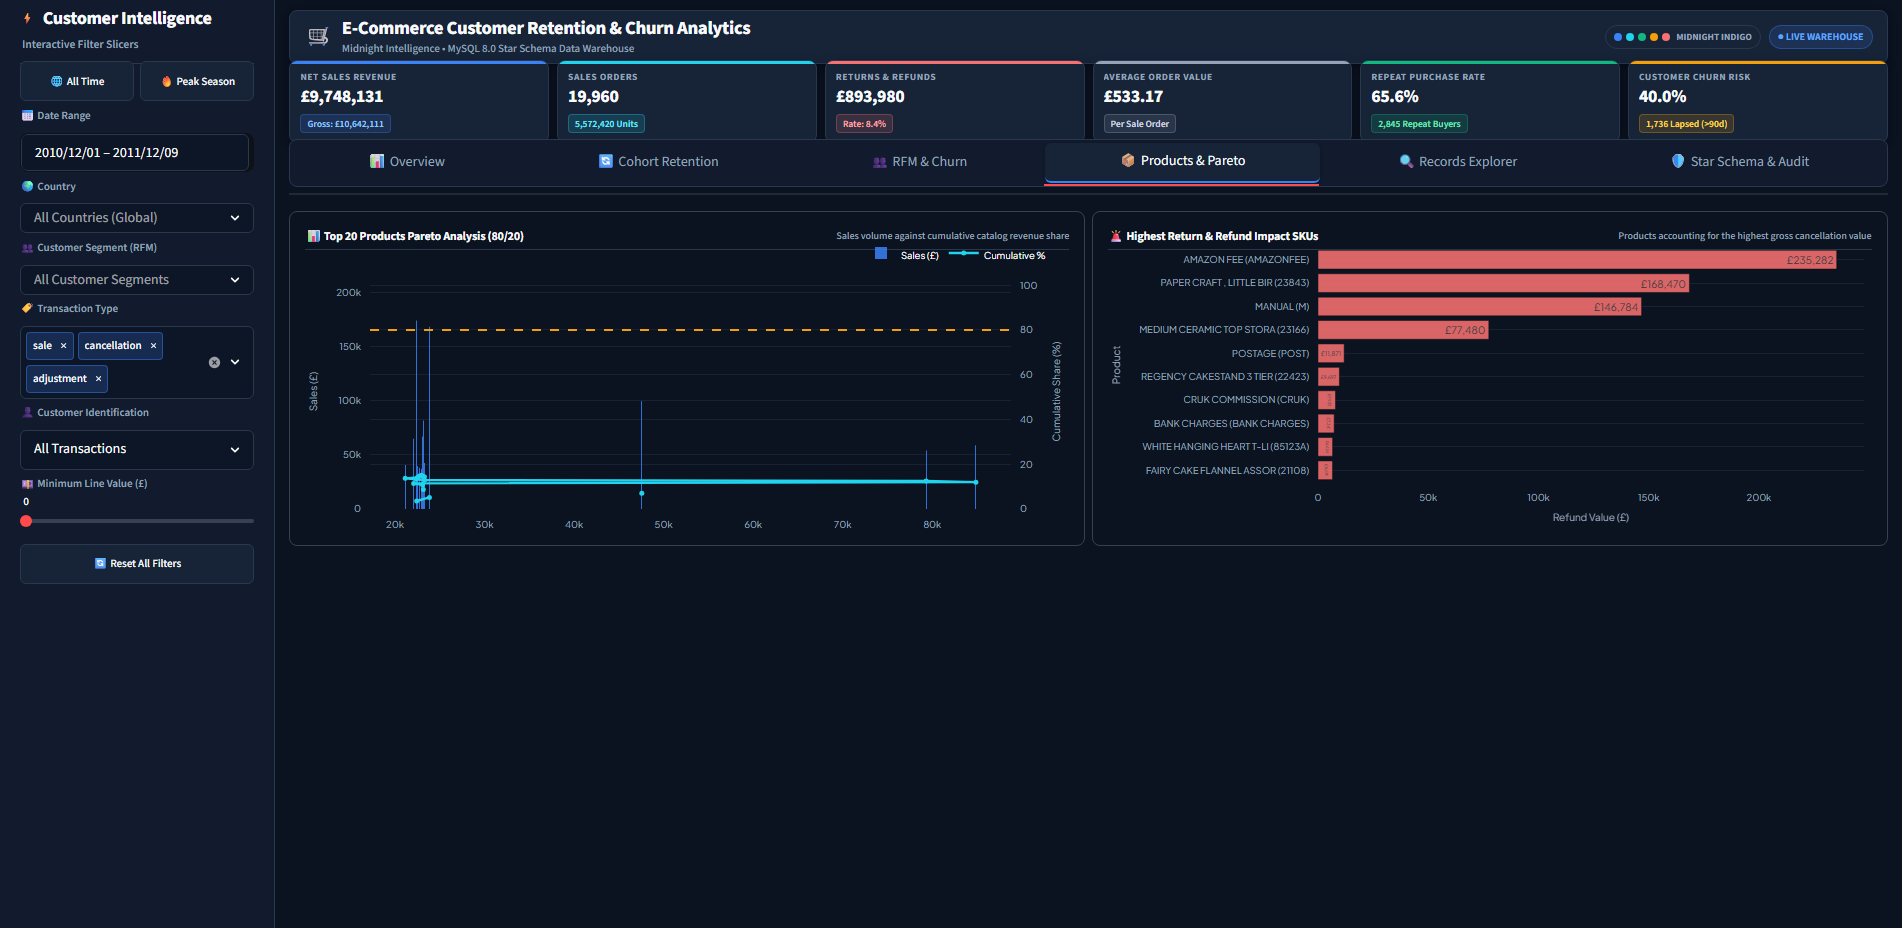 Customer Intelligence
Interactive Filter Slicers
All Time
Peak Season
Date Range
2010/12/01 – 2011/12/09
Country
All Countries (Global)
Customer Segment (RFM)
All Customer Segments
Transaction Type
sale ×
cancellation ×
adjustment ×
Customer Identification
All Transactions
Minimum Line Value (£)
0
Reset All Filters
E-Commerce Customer Retention & Churn Analytics
Midnight Intelligence • MySQL 8.0 Star Schema Data Warehouse
MIDNIGHT INDIGO
LIVE WAREHOUSE
NET SALES REVENUE
£9,748,131
Gross: £10,642,111
SALES ORDERS
19,960
5,572,420 Units
RETURNS & REFUNDS
£893,980
Rate: 8.4%
AVERAGE ORDER VALUE
£533.17
Per Sale Order
REPEAT PURCHASE RATE
65.6%
2,845 Repeat Buyers
CUSTOMER CHURN RISK
40.0%
1,736 Lapsed (>90d)
Overview
Cohort Retention
RFM & Churn
Products & Pareto
Records Explorer
Star Schema & Audit
Top 20 Products Pareto Analysis (80/20)
Sales volume against cumulative catalog revenue share
Sales (£)
Cumulative %
200k
150k
100k
50k
0
Sales (£)
100
80
60
40
20
0
Cumulative Share (%)
20k
30k
40k
50k
60k
70k
80k
Highest Return & Refund Impact SKUs
Products accounting for the highest gross cancellation value
Product
AMAZON FEE (AMAZONFEE)
£235,282
PAPER CRAFT , LITTLE BIR (23843)
£168,470
MANUAL (M)
£146,784
MEDIUM CERAMIC TOP STORA (23166)
£77,480
POSTAGE (POST)
£11,871
REGENCY CAKESTAND 3 TIER (22423)
CRUK COMMISSION (CRUK)
BANK CHARGES (BANK CHARGES)
WHITE HANGING HEART T-LI (85123A)
FAIRY CAKE FLANNEL ASSOR (21108)
0
50k
100k
150k
200k
Refund Value (£)